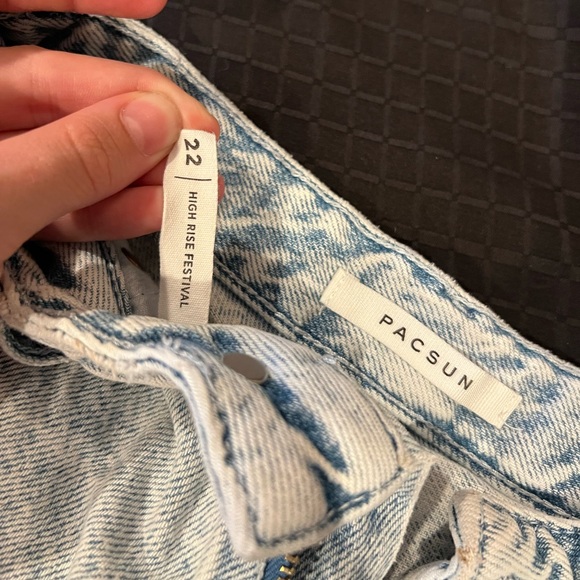 22 | HIGH RISE FESTIVAL
PACSUN